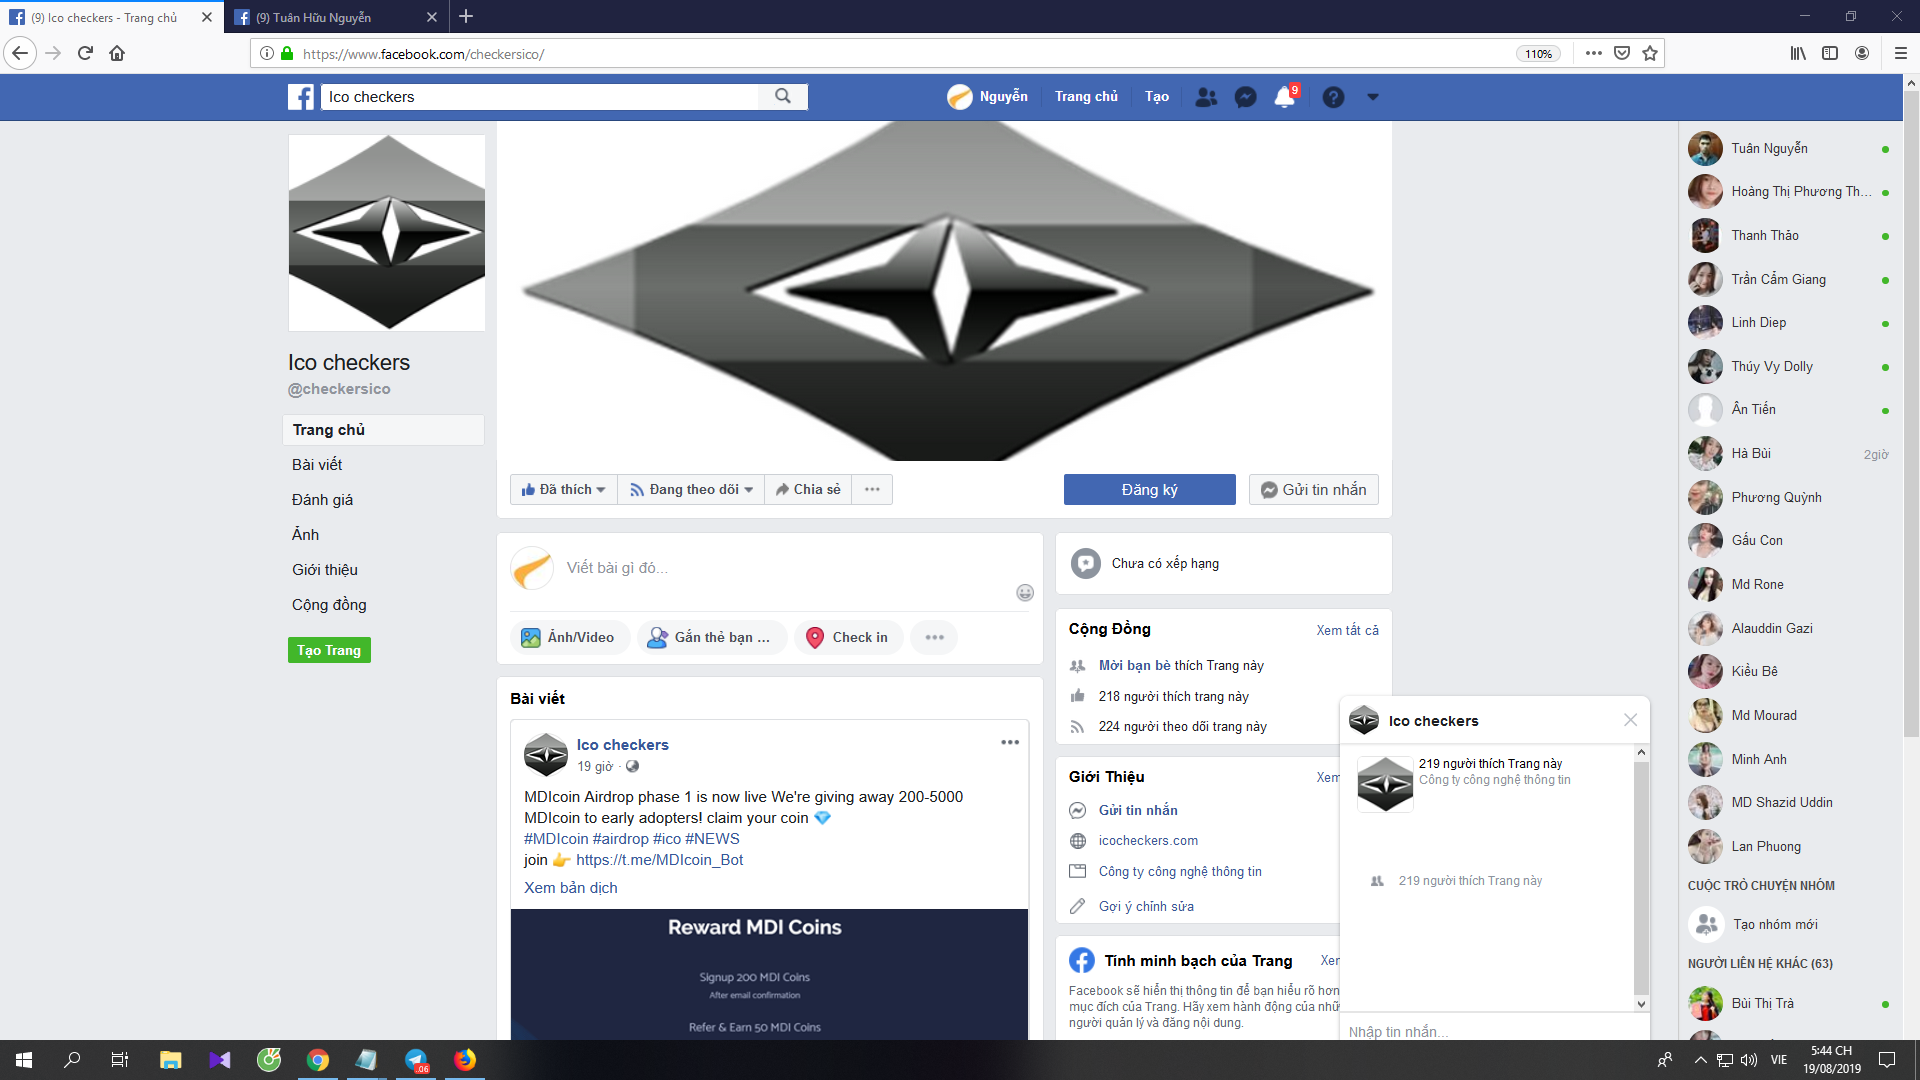 (9) Ico checkers - Trang chủ
(9) Tuân Hữu Nguyễn
https://www.facebook.com/checkersico/
110%
Ico checkers
Nguyễn
Trang chủ
Tạo
9
Ico checkers
@checkersico
Trang chủ
Bài viết
Đánh giá
Ảnh
Giới thiệu
Cộng đồng
Tạo Trang
Đã thích
Đang theo dõi
Chia sẻ
Đăng ký
Gửi tin nhắn
Viết bài gì đó...
Ảnh/Video
Gắn thẻ bạn ...
Check in
Bài viết
Ico checkers
19 giờ ·
MDIcoin Airdrop phase 1 is now live We're giving away 200-5000
MDIcoin to early adopters! claim your coin 💎
#MDIcoin #airdrop #ico #NEWS
join 👉 https://t.me/MDIcoin_Bot
Xem bản dịch
Reward MDI Coins
Signup 200 MDI Coins
After email confirmation
Refer & Earn 50 MDI Coins
Chưa có xếp hạng
Cộng Đồng
Xem tất cả
Mời bạn bè thích Trang này
218 người thích trang này
224 người theo dõi trang này
Giới Thiệu
Xem
Gửi tin nhắn
icocheckers.com
Công ty công nghệ thông tin
Gợi ý chỉnh sửa
Tính minh bạch của Trang
Facebook sẽ hiển thị thông tin để bạn hiểu rõ hơn
mục đích của Trang. Hãy xem hành động của
người quản lý và đăng nội dung.
Ico checkers
219 người thích Trang này
Công ty công nghệ thông tin
219 người thích Trang này
Nhập tin nhắn...
Tuân Nguyễn
Hoàng Thị Phương Th...
Thanh Thảo
Trần Cẩm Giang
Linh Diep
Thúy Vy Dolly
Ân Tiến
Hà Bùi
2giờ
Phương Quỳnh
Gấu Con
Md Rone
Alauddin Gazi
Kiều Bê
Md Mourad
Minh Anh
MD Shazid Uddin
Lan Phuong
CUỘC TRÒ CHUYỆN NHÓM
Tạo nhóm mới
NGƯỜI LIÊN HỆ KHÁC (63)
Bùi Thị Trà
.06
VIE
5:44 CH
19/08/2019